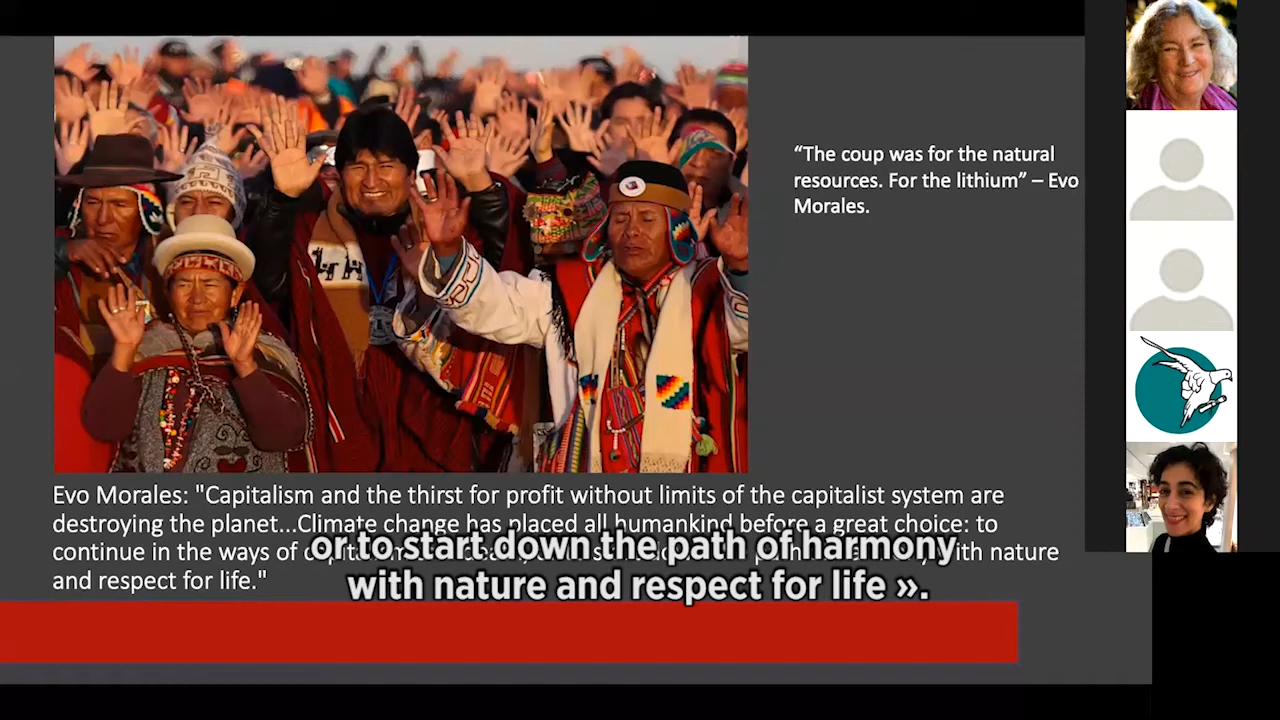 “The coup was for the natural
resources. For the lithium” – Evo
Morales.
Evo Morales: "Capitalism and the thirst for profit without limits of the capitalist system are
destroying the planet...Climate change has placed all humankind before a great choice: to
continue in the ways of with nature
and respect for life."
or to start down the path of harmony
with nature and respect for life ».